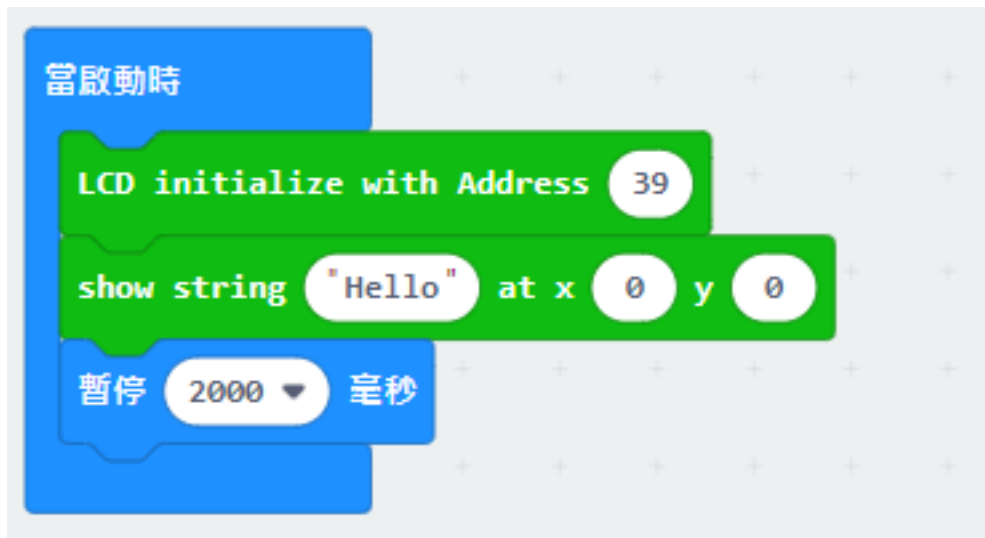 當啟動時
LCD initialize with Address 39
show string "Hello" at x 0 y 0
暫停 2000 毫秒